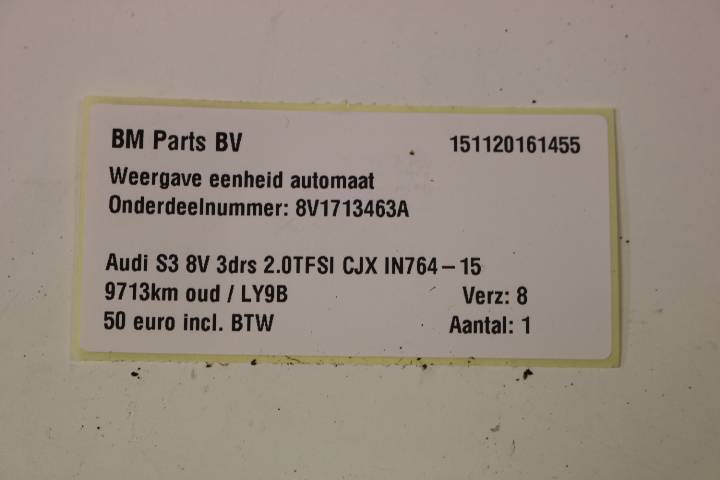 BM Parts BV 151120161455
Weergave eenheid automaat
Onderdeelnummer: 8V1713463A
Audi S3 8V 3drs 2.0TFSI CJX IN764-15
9713km oud / LY9B Verz: 8
50 euro incl. BTW Aantal: 1